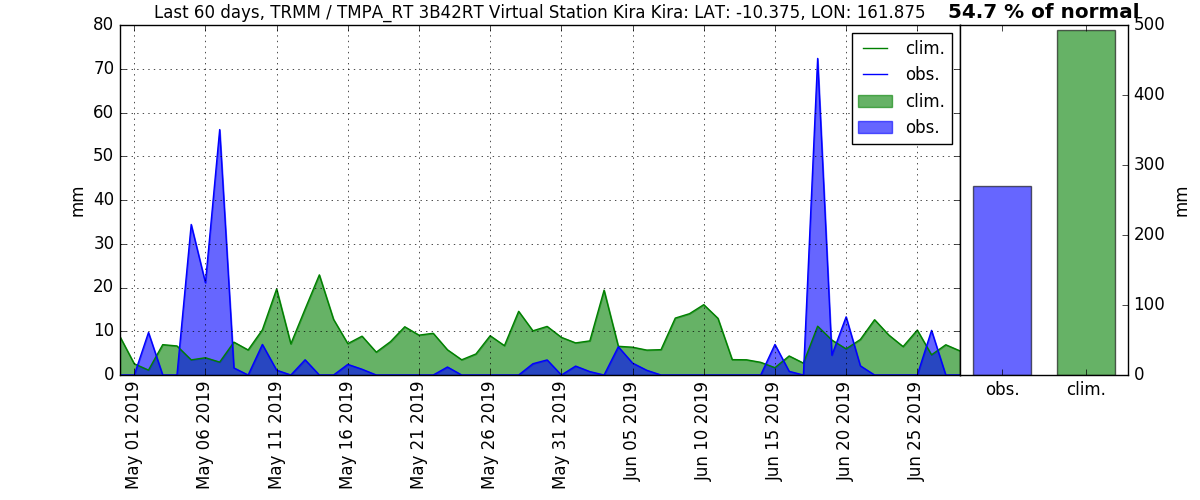 Last 60 days, TRMM / TMPA_RT 3B42RT Virtual Station Kira Kira: LAT: -10.375, LON: 161.875
54.7 % of normal
80
70
60
50
40
30
20
10
0
mm
clim.
obs.
clim.
obs.
500
400
300
200
100
0
mm
May 01 2019
May 06 2019
May 11 2019
May 16 2019
May 21 2019
May 26 2019
May 31 2019
Jun 05 2019
Jun 10 2019
Jun 15 2019
Jun 20 2019
Jun 25 2019
obs.
clim.